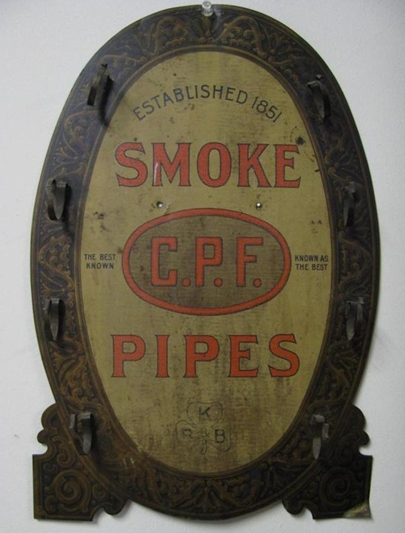 ESTABLISHED 1851
SMOKE
C.P.F.
THE BEST
KNOWN
KNOWN AS
THE BEST
PIPES
K
B & B